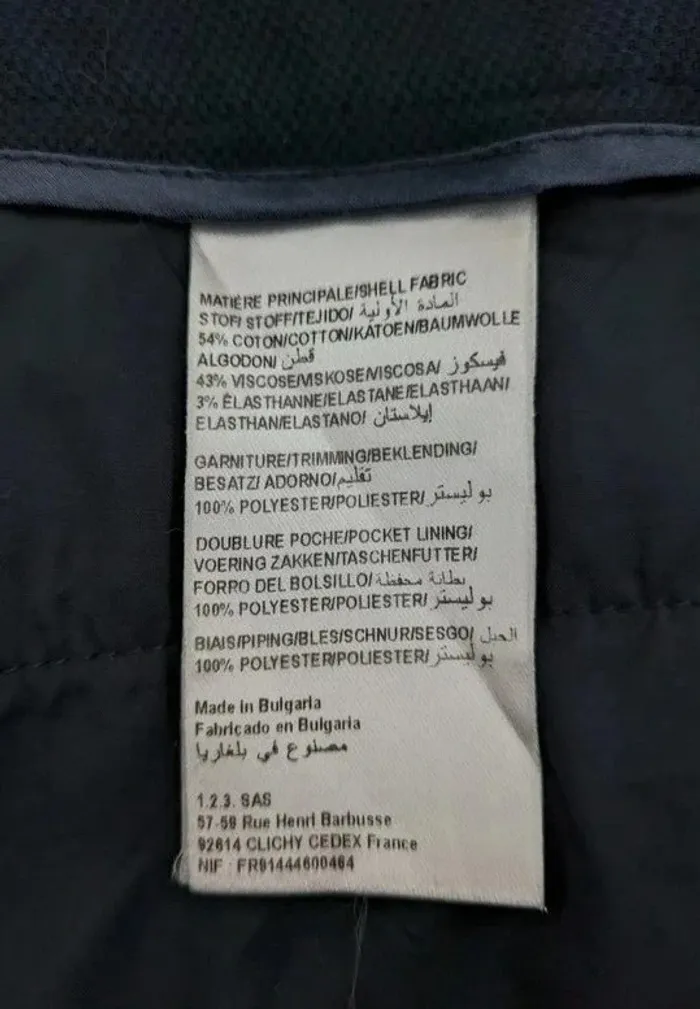 MATIÈRE PRINCIPALE/SHELL FABRIC
STOF/ STOFF/TEJIDO/ المادة الأولية
54% COTON/COTTON/KATOEN/BAUMWOLLE
ALGODON/ قطن
43% VISCOSE/VISKOSE/VISCOSA/ فيسكوز
3% ÉLASTHANNE/ELASTANE/ELASTHAAN/
ELASTHAN/ELASTANO/ إيلاستان
GARNITURE/TRIMMING/BEKLENDING/
BESATZ/ ADORNO/تقليم
100% POLYESTER/POLIESTER/ بوليستر
DOUBLURE POCHE/POCKET LINING/
VOERING ZAKKEN/TASCHENFUTTER/
FORRO DEL BOLSILLO/ بطانة محفظة
100% POLYESTER/POLIESTER/ بوليستر
BIAIS/PIPING/BLES/SCHNUR/SESGO/ الحبل
100% POLYESTER/POLIESTER/ بوليستر
Made in Bulgaria
Fabricado en Bulgaria
مصنوع في بلغاريا
1.2.3. SAS
57-59 Rue Henri Barbusse
92614 CLICHY CEDEX France
NIF : FR91444600464